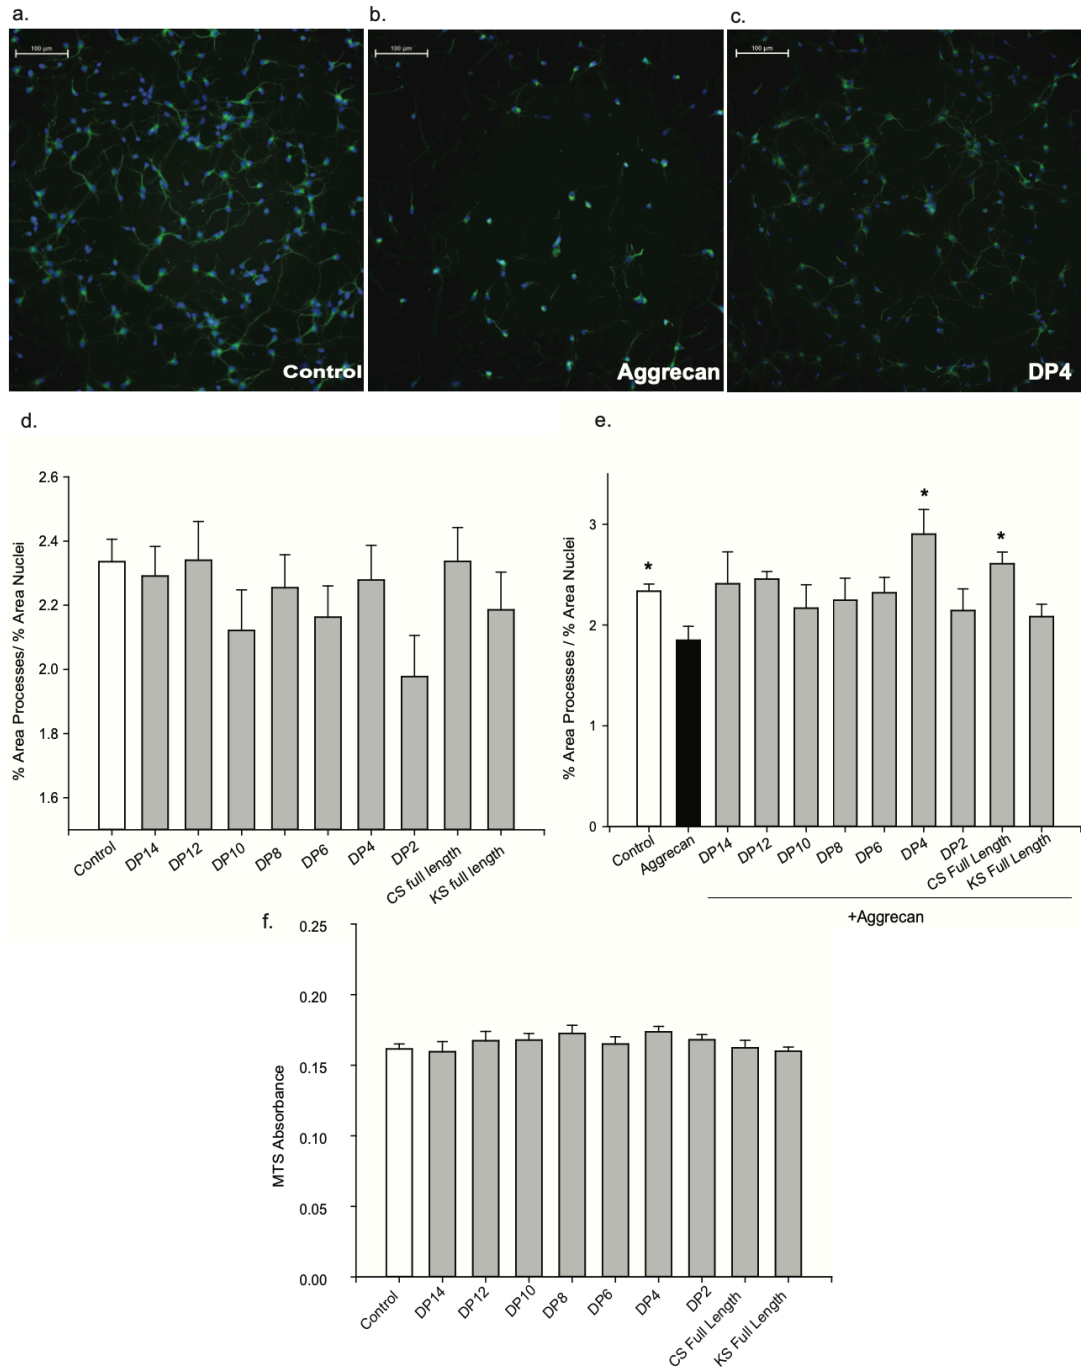 a.
b.
c.
100 µm
100 µm
100 µm
Control
Aggrecan
DP4
d.
% Area Processes/ % Area Nuclei
2.6
2.4
2.2
2.0
1.8
1.6
Control
DP14
DP12
DP10
DP8
DP6
DP4
DP2
CS full length
KS full length
e.
% Area Processes / % Area Nuclei
3
2
1
0
*
*
*
Control
Aggrecan
DP14
DP12
DP10
DP8
DP6
DP4
DP2
CS Full Length
KS Full Length
+Aggrecan
f.
MTS Absorbance
0.25
0.20
0.15
0.10
0.05
0.00
Control
DP14
DP12
DP10
DP8
DP6
DP4
DP2
CS Full Length
KS Full Length